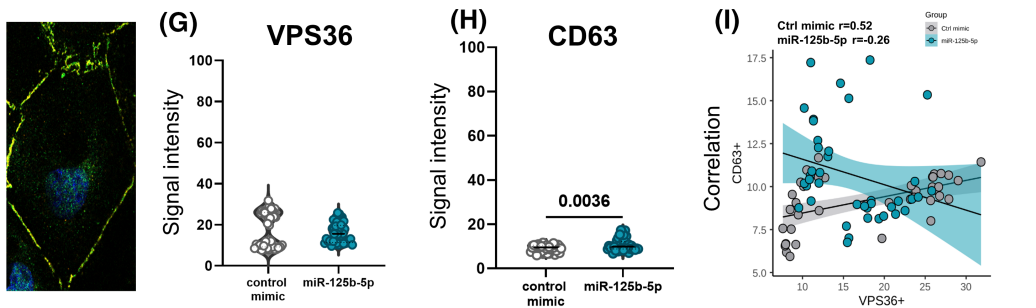 (G)
VPS36
Signal intensity
100
80
60
40
20
0
control
mimic
miR-125b-5p
(H)
CD63
Signal intensity
100
80
60
40
20
0
0.0036
control
mimic
miR-125b-5p
(I)
Ctrl mimic r=0.52
miR-125b-5p r=-0.26
Group
Ctrl mimic
miR-125b-5p
Correlation
CD63+
17.5
15.0
12.5
10.0
7.5
5.0
10
15
20
25
30
VPS36+